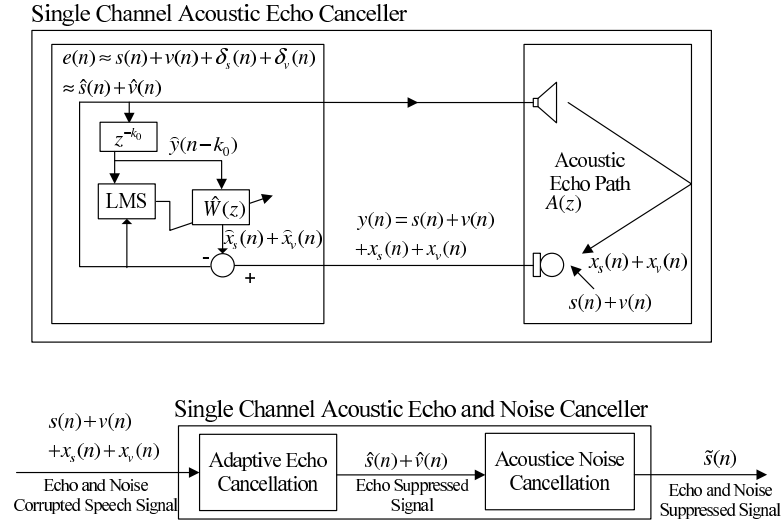 Single Channel Acoustic Echo Canceller
e(n) ≈ s(n) + v(n) + δ_s(n) + δ_v(n)
≈ ŝ(n) + v̂(n)
z^{-k_0}
ŷ(n−k_0)
LMS
Ŵ(z)
x̂_s(n) + x̂_v(n)
-
+
y(n) = s(n) + v(n)
+x_s(n) + x_v(n)
Acoustic
Echo Path
A(z)
x_s(n) + x_v(n)
s(n) + v(n)
Single Channel Acoustic Echo and Noise Canceller
s(n) + v(n)
+x_s(n) + x_v(n)
Echo and Noise
Corrupted Speech Signal
Adaptive Echo
Cancellation
ŝ(n) + v̂(n)
Echo Suppressed
Signal
Acoustice Noise
Cancellation
s̃(n)
Echo and Noise
Suppressed Signal